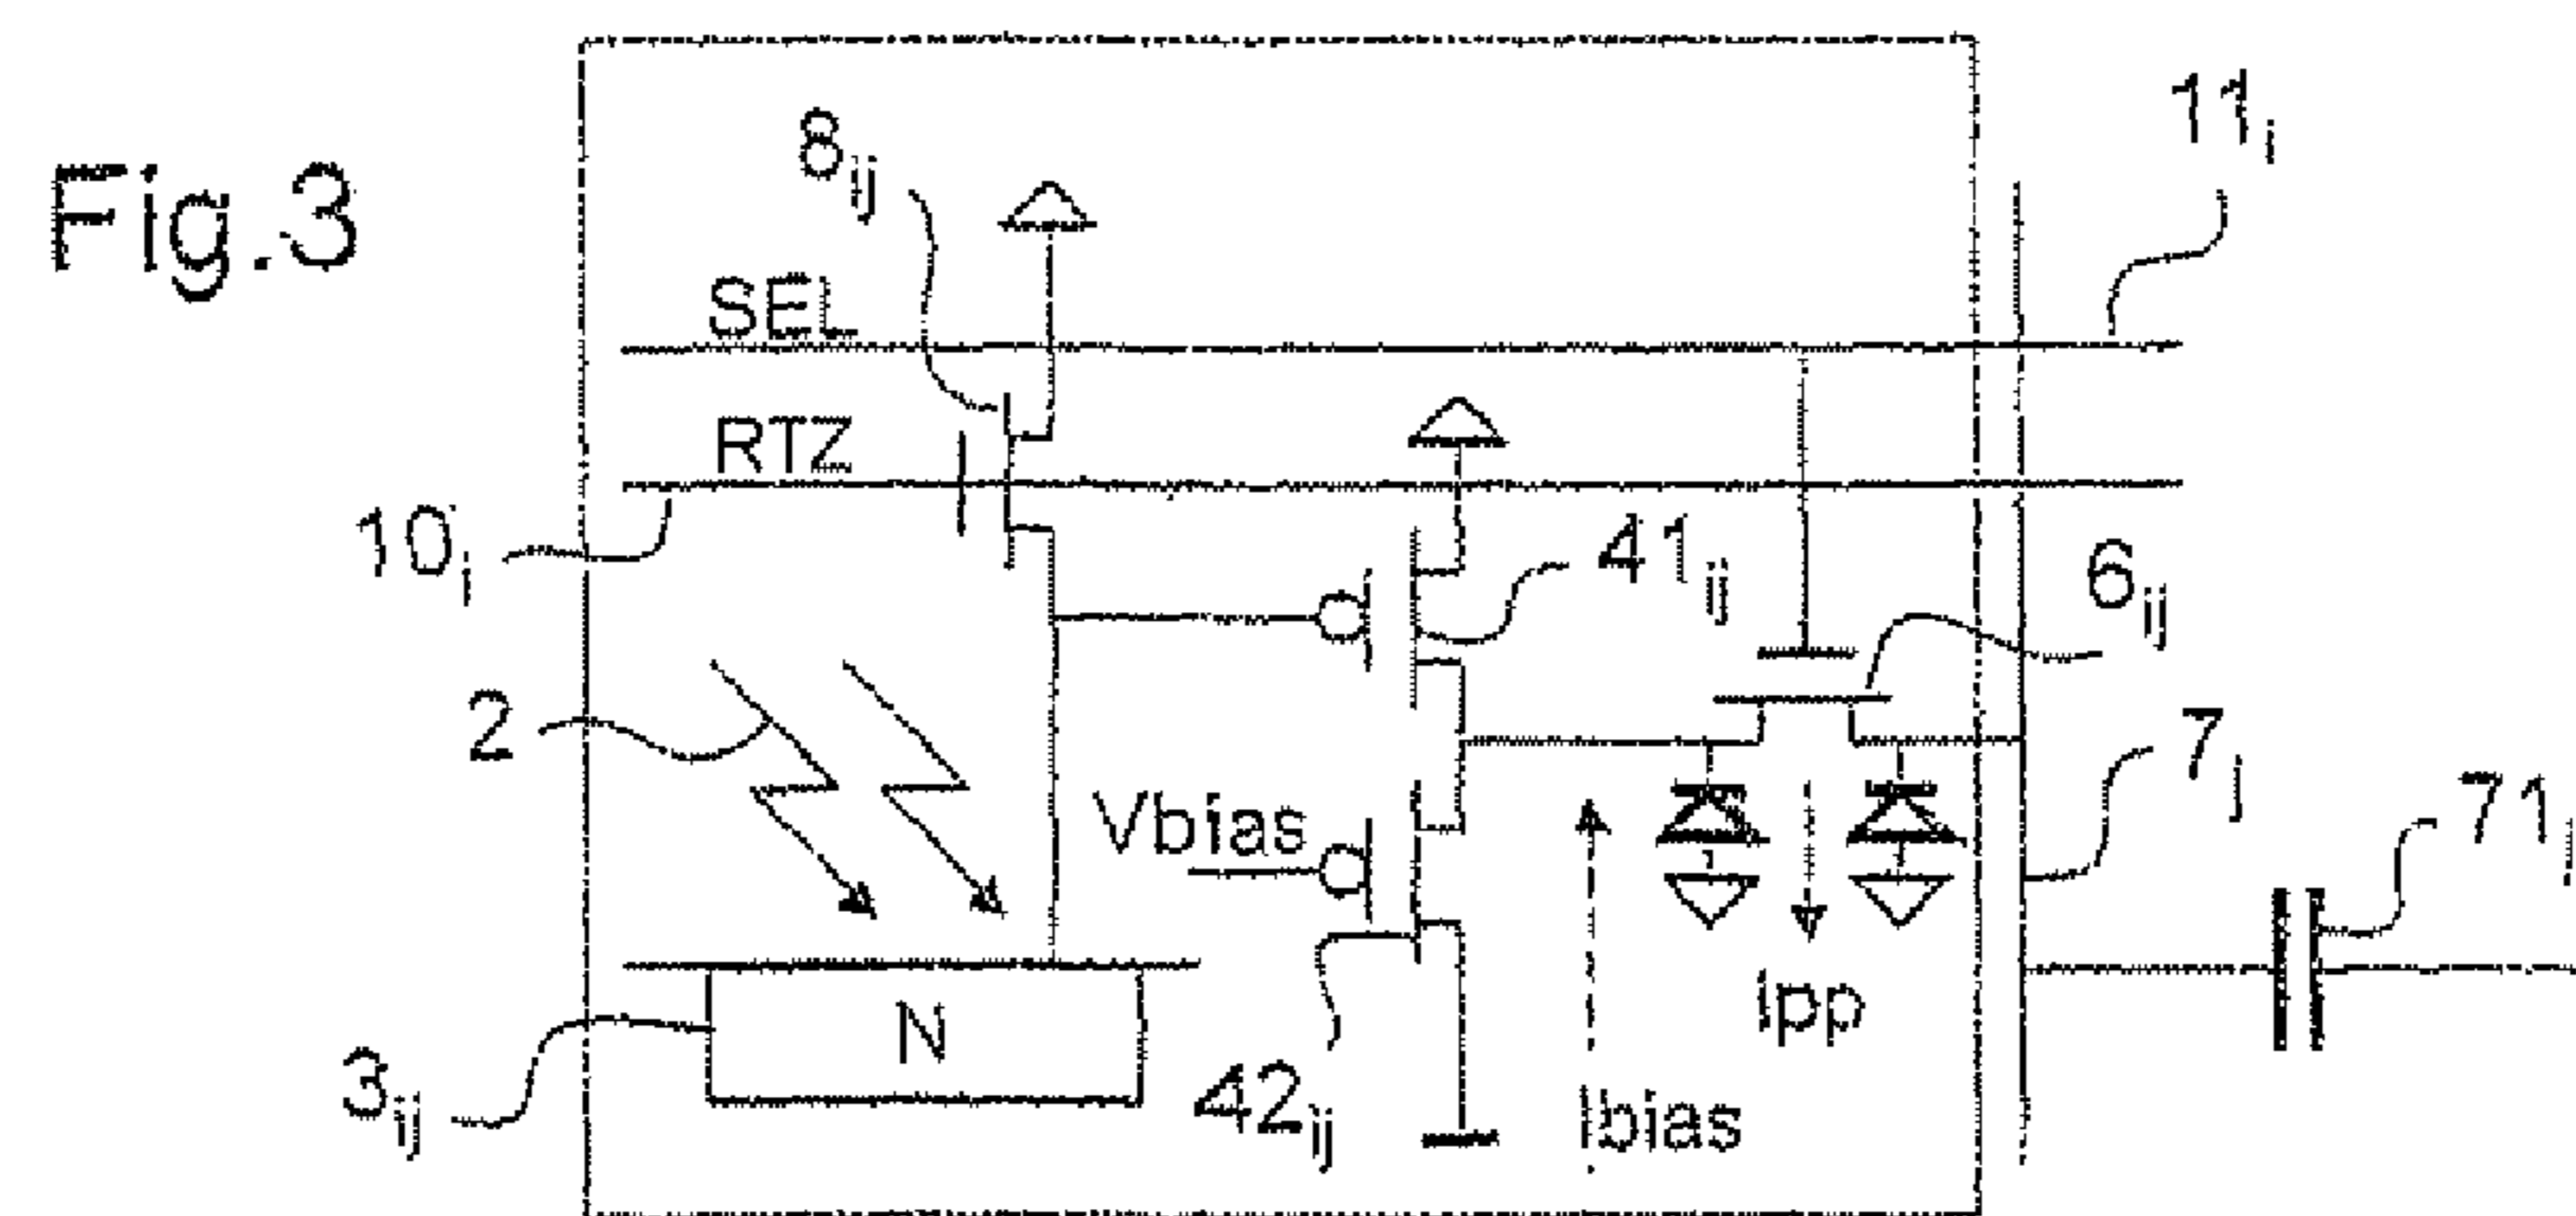 Fig.3
8ij
11i
SEL
RTZ
10i
41ij
6ij
2
7j
71j
Vbias
N
Ipp
3ij
42ij
Ibias